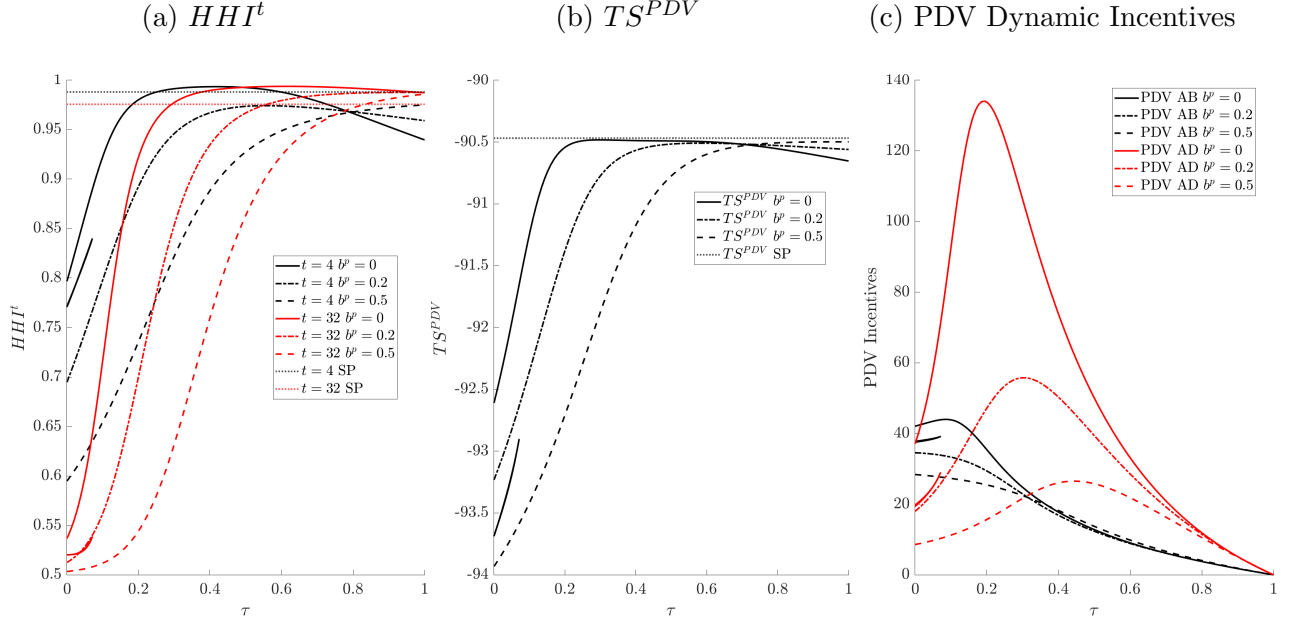 (a) HHI^t
(b) TS^PDV
(c) PDV Dynamic Incentives
HHI^t
1
0.95
0.9
0.85
0.8
0.75
0.7
0.65
0.6
0.55
0.5
0
0.2
0.4
0.6
0.8
1
τ
t = 4 b^p = 0
t = 4 b^p = 0.2
t = 4 b^p = 0.5
t = 32 b^p = 0
t = 32 b^p = 0.2
t = 32 b^p = 0.5
t = 4 SP
t = 32 SP
TS^PDV
-90
-90.5
-91
-91.5
-92
-92.5
-93
-93.5
-94
0
0.2
0.4
0.6
0.8
1
τ
TS^PDV b^p = 0
TS^PDV b^p = 0.2
TS^PDV b^p = 0.5
TS^PDV SP
PDV Incentives
140
120
100
80
60
40
20
0
0
0.2
0.4
0.6
0.8
1
τ
PDV AB b^p = 0
PDV AB b^p = 0.2
PDV AB b^p = 0.5
PDV AD b^p = 0
PDV AD b^p = 0.2
PDV AD b^p = 0.5